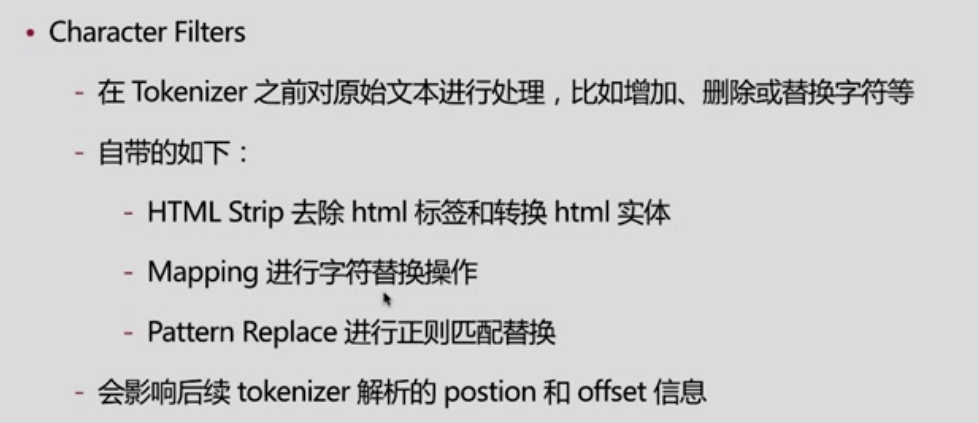 • Character Filters
- 在 Tokenizer 之前对原始文本进行处理，比如增加、删除或替换字符等
- 自带的如下：
- HTML Strip 去除 html 标签和转换 html 实体
- Mapping 进行字符替换操作
- Pattern Replace 进行正则匹配替换
- 会影响后续 tokenizer 解析的 postion 和 offset 信息